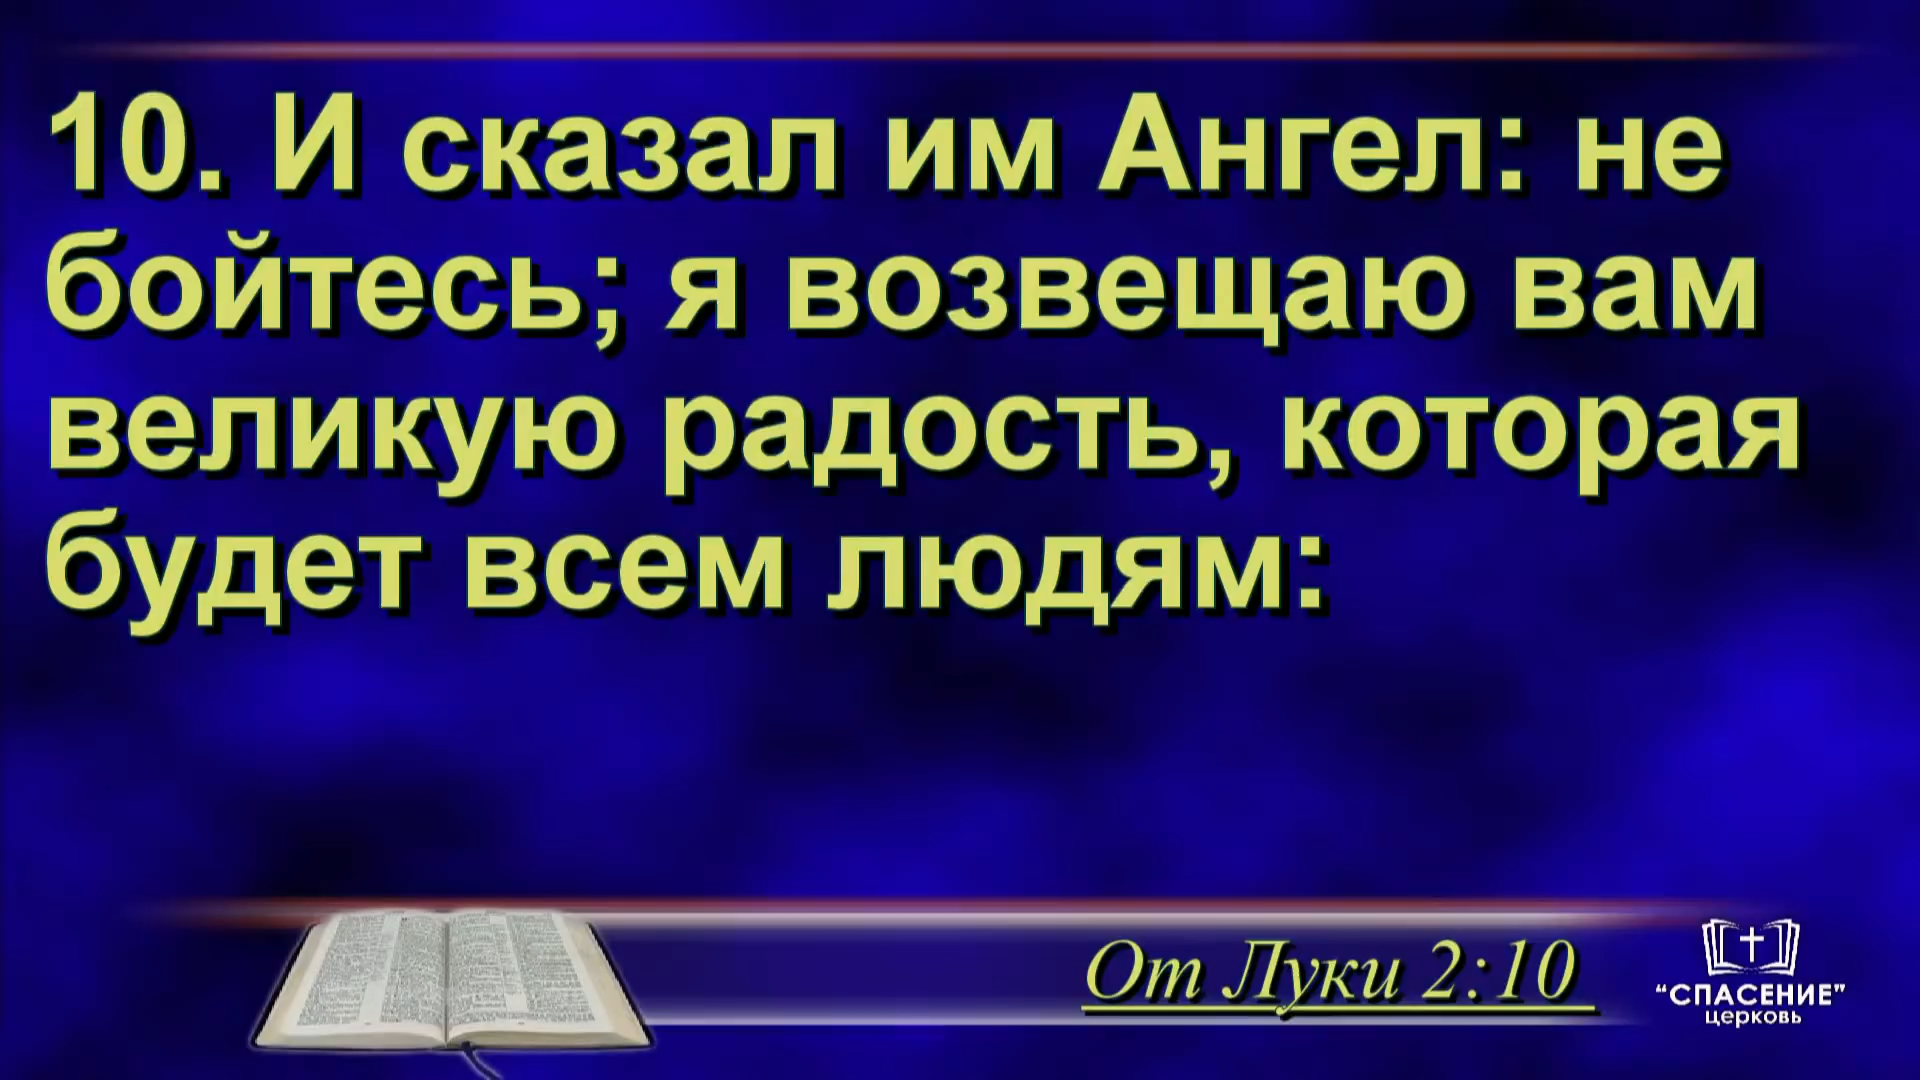 10. И сказал им Ангел: не
бойтесь; я возвещаю вам
великую радость, которая
будет всем людям:
От Луки 2:10
“СПАСЕНИЕ”
церковь